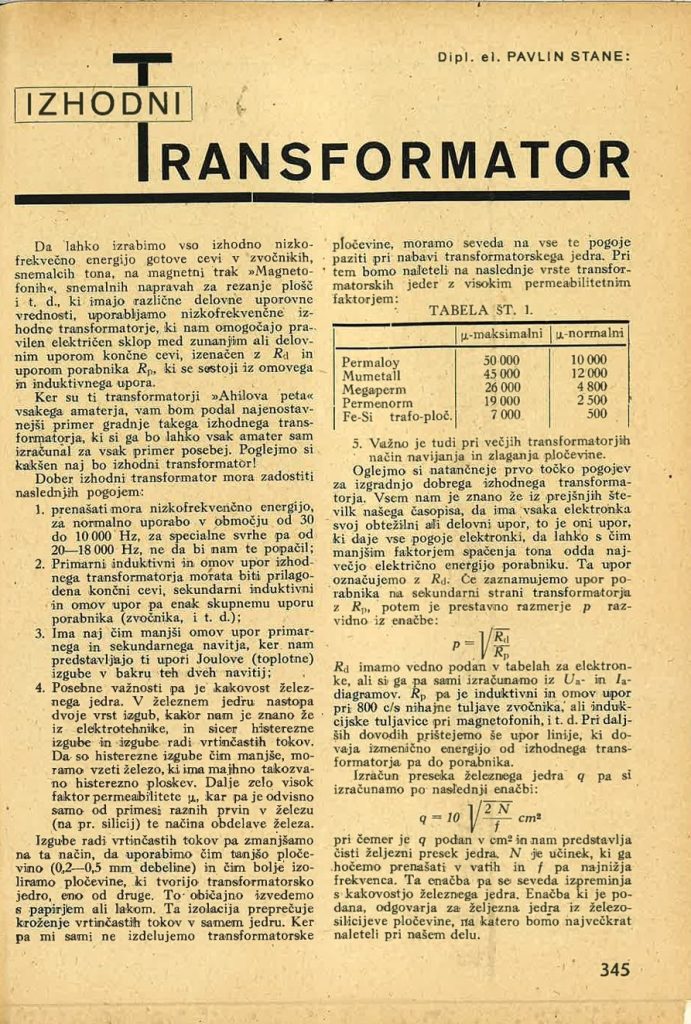 Dipl. el. PAVLIN STANE:
IZHODNI
TRANSFORMATOR
Da lahko izrabimo vso izhodno nizko-
frekvečno energijo gotove cevi v zvočnikih,
snemalcih tona, na magnetni trak »Magneto-
fonih«, snemalnih napravah za rezanje plošč
i t. d., ki imajo različne delovne uporovne
vrednosti, uporabljamo nizkofrekvenčne iz-
hodne transformatorje, ki nam omogočajo pra-
vilen električen sklop med zunanjim ali delov-
nim uporom končne cevi, izenačen z Rd in
uporom porabnika Rp, ki se sestoji iz omovega
in induktivnega upora.
Ker su ti transformatorji »Ahilova peta«
vsakega amaterja, vam bom podal najenostav-
nejši primer gradnje takega izhodnega trans-
formatorja, ki si ga bo lahko vsak amater sam
izračunal za vsak primer posebej. Poglejmo si
kakšen naj bo izhodni transformator!
Dober izhodni transformator mora zadostiti
naslednjih pogojem:
1. prenašati mora nizkofrekvenčno energijo,
za normalno uporabo v območju od 30
do 10 000 Hz, za specialne svrhe pa od
20—18 000 Hz, ne da bi nam te popačil;
2. Primarni induktivni in omov upor izhod-
nega transformatorja morata biti prilago-
dena končni cevi, sekundarni induktivni
in omov upor pa enak skupnemu uporu
porabnika (zvočnika, i t. d.);
3. Ima naj čim manjši omov upor primar-
nega in sekundarnega navitja, ker nam
predstavljajo ti upori Joulove (toplotne)
izgube v bakru teh dveh navitij;
4. Posebne važnosti pa je kakovost želez-
nega jedra. V železnem jedru nastopa
dvoje vrst izgub, kakor nam je znano že
iz elektrotehnike, in sicer histerezne
izgube in izgube radi vrtinčastih tokov.
Da so histerezne izgube čim manjše, mo-
ramo vzeti železo, ki ima majhno takozva-
no histerezno ploskev. Dalje zelo visok
faktor permeabilitete µ, kar pa je odvisno
samo od primesi raznih prvin v železu
(na pr. silicij) te načina obdelave železa.
Izgube radi vrtinčastih tokov pa zmanjšamo
na ta način, da uporabimo čim tanjšo ploče-
vino (0,2—0,5 mm debeline) in čim bolje izo-
liramo pločevine, ki tvorijo transformatorsko
jedro, eno od druge. To običajno izvedemo
s papirjem ali lakom. Ta izolacija preprečuje
kroženje vrtinčastih tokov v samem jedru. Ker
pa mi sami ne izdelujemo transformatorske
pločevine, moramo seveda na vse te pogoje
paziti pri nabavi transformatorskega jedra. Pri
tem bomo naleteli na naslednje vrste transfor-
matorskih jeder z visokim permeabilitetnim
faktorjem:
TABELA ŠT. 1.
µ-maksimalni µ-normalni
Permaloy 50 000 10 000
Mumetall 45 000 12 000
Megaperm 26 000 4 800
Permenorm 19 000 2 500
Fe-Si trafo-ploč. 7 000 500
5. Važno je tudi pri večjih transformatorjih
način navijanja in zlaganja pločevine.
Oglejmo si natančneje prvo točko pogojev
za izgradnjo dobrega izhodnega transforma-
torja. Vsem nam je znano že iz prejšnjih šte-
vilk našega časopisa, da ima vsaka elektronka
svoj obtežilni ali delovni upor, to je oni upor,
ki daje vse pogoje elektronki, da lahko s čim
manjšim faktorjem spačenja tona odda naj-
večjo električno energijo porabniku. Ta upor
označujemo z Rd. Če zaznamujemo upor po-
rabnika na sekundarni strani transformatorja
z Rp, potem je prestavno razmerje p raz-
vidno iz enačbe:
p = √(Rd/Rp)
Rd imamo vedno podan v tabelah za elektron-
ke, ali si ga pa sami izračunamo iz Ua- in Ia-
diagramov. Rp pa je induktivni in omov upor
pri 800 c/s nihajne tuljave zvočnika, ali induk-
cijske tuljavice pri magnetofonih, i t. d. Pri dalj-
ših dovodih prištejemo še upor linije, ki do-
vaja izmenično energijo od izhodnega trans-
formatorja pa do porabnika.
Izračun preseka železnega jedra q pa si
izračunamo po naslednji enačbi:
q = 10 √(2 N/f) cm²
pri čemer je q podan v cm² in nam predstavlja
čisti željezni presek jedra. N je učinek, ki ga
hočemo prenašati v vatih in f pa najnižja
frekvenca. Ta enačba pa se seveda izpreminja
s kakovostjo železnega jedra. Enačba ki je po-
dana, odgovarja za željezna jedra iz železo-
silicijeve pločevine, na katero bomo največkrat
naleteli pri našem delu.
345